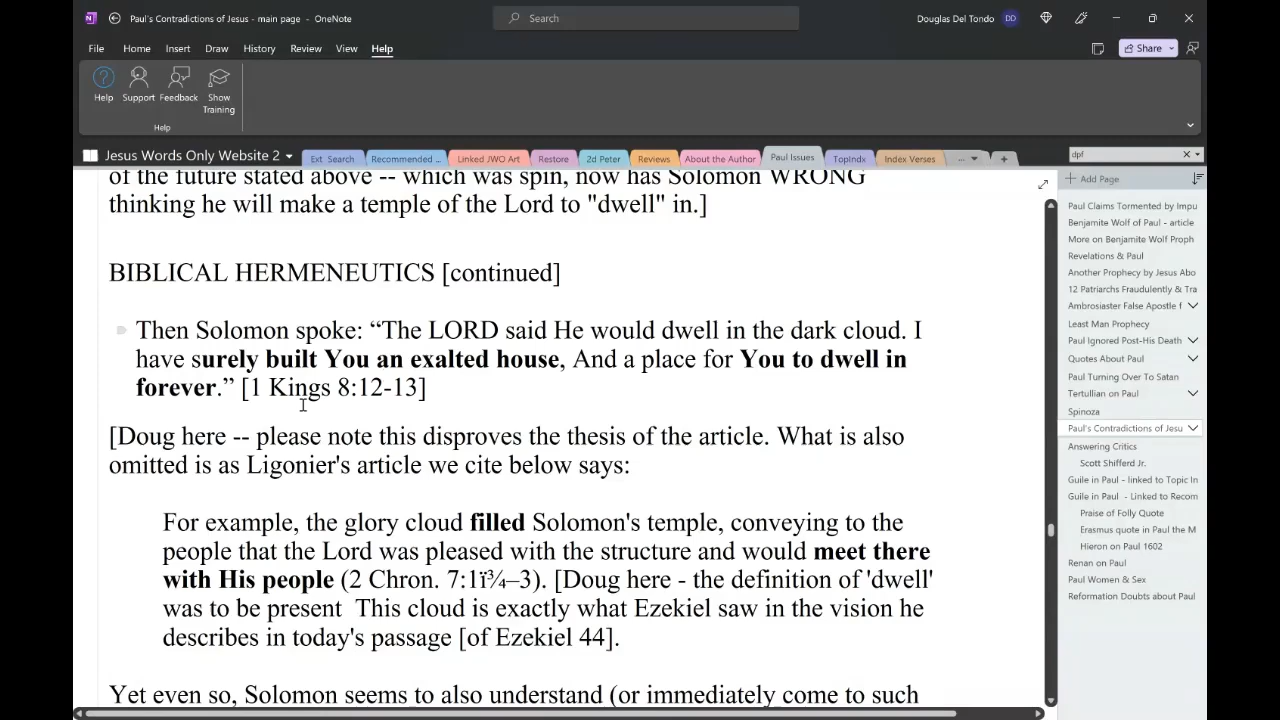 Paul's Contradictions of Jesus - main page - OneNote
Search
Douglas Del Tondo
DD
File Home Insert Draw History Review View Help
Share
Help Support Feedback Show Training
Help
Jesus Words Only Website 2
Ext Search Recommended ... Linked JWO Art Restore 2d Peter Reviews About the Author Paul Issues TopIndx Index Verses ... +
dpf
Add Page
of the future stated above -- which was spin, now has Solomon WRONG
thinking he will make a temple of the Lord to "dwell" in.]
BIBLICAL HERMENEUTICS [continued]
Then Solomon spoke: “The LORD said He would dwell in the dark cloud. I
have surely built You an exalted house, And a place for You to dwell in
forever.” [1 Kings 8:12-13]
[Doug here -- please note this disproves the thesis of the article. What is also
omitted is as Ligonier's article we cite below says:
For example, the glory cloud filled Solomon's temple, conveying to the
people that the Lord was pleased with the structure and would meet there
with His people (2 Chron. 7:1ï¾–3). [Doug here - the definition of 'dwell'
was to be present This cloud is exactly what Ezekiel saw in the vision he
describes in today's passage [of Ezekiel 44].
Yet even so, Solomon seems to also understand (or immediately come to such
Paul Claims Tormented by Impu
Benjamite Wolf of Paul - article
More on Benjamite Wolf Proph
Revelations & Paul
Another Prophecy by Jesus Abo
12 Patriarchs Fraudulently & Tra
Ambrosiaster False Apostle f
Least Man Prophecy
Paul Ignored Post-His Death
Quotes About Paul
Paul Turning Over To Satan
Tertullian on Paul
Spinoza
Paul's Contradictions of Jesu
Answering Critics
Scott Shifferd Jr.
Guile in Paul - linked to Topic In
Guile in Paul - Linked to Recom
Praise of Folly Quote
Erasmus quote in Paul the M
Hieron on Paul 1602
Renan on Paul
Paul Women & Sex
Reformation Doubts about Paul